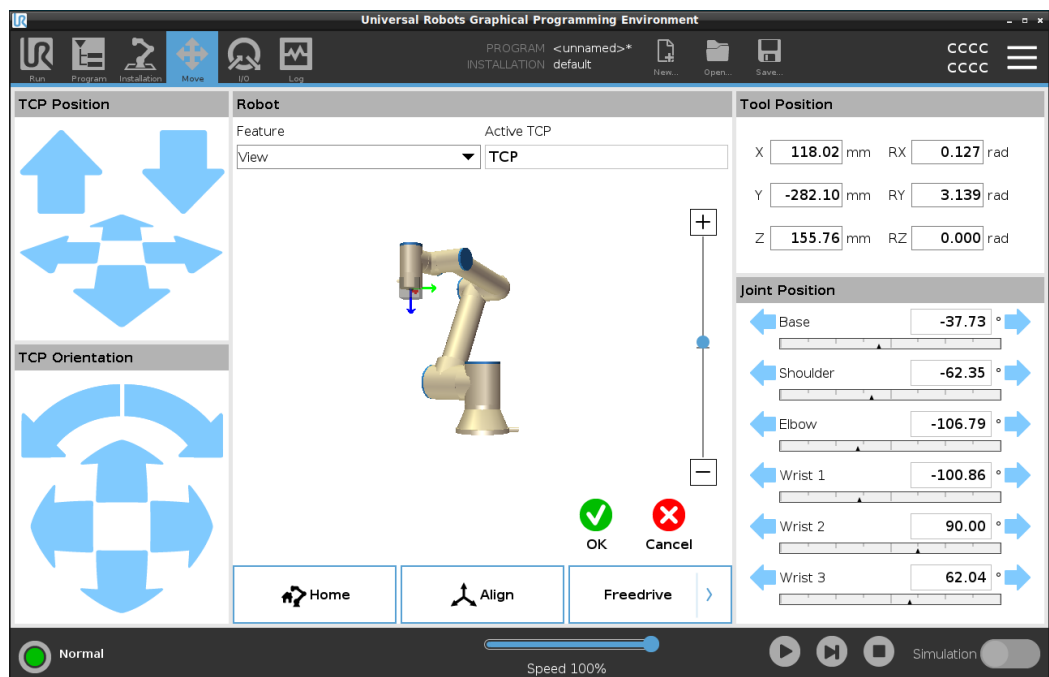 Universal Robots Graphical Programming Environment
Run Program Installation Move I/O Log
PROGRAM <unnamed>*
INSTALLATION default
New... Open... Save...
CCCC
CCCC
TCP Position
TCP Orientation
Robot
Feature
Active TCP
View
TCP
OK
Cancel
Home
Align
Freedrive
Tool Position
X 118.02 mm RX 0.127 rad
Y -282.10 mm RY 3.139 rad
Z 155.76 mm RZ 0.000 rad
Joint Position
Base -37.73 °
Shoulder -62.35 °
Elbow -106.79 °
Wrist 1 -100.86 °
Wrist 2 90.00 °
Wrist 3 62.04 °
Normal
Speed 100%
Simulation